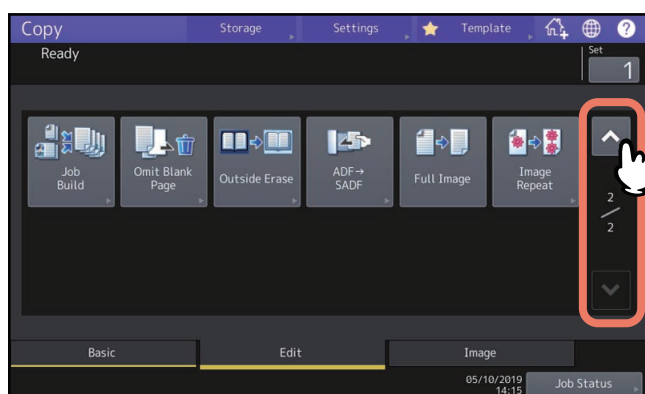 Copy
Storage
Settings
Template
?
Ready
Set
1
Job
Build
Omit Blank
Page
Outside Erase
ADF→
SADF
Full Image
Image
Repeat
2
2
Basic
Edit
Image
05/10/2019
14:15
Job Status